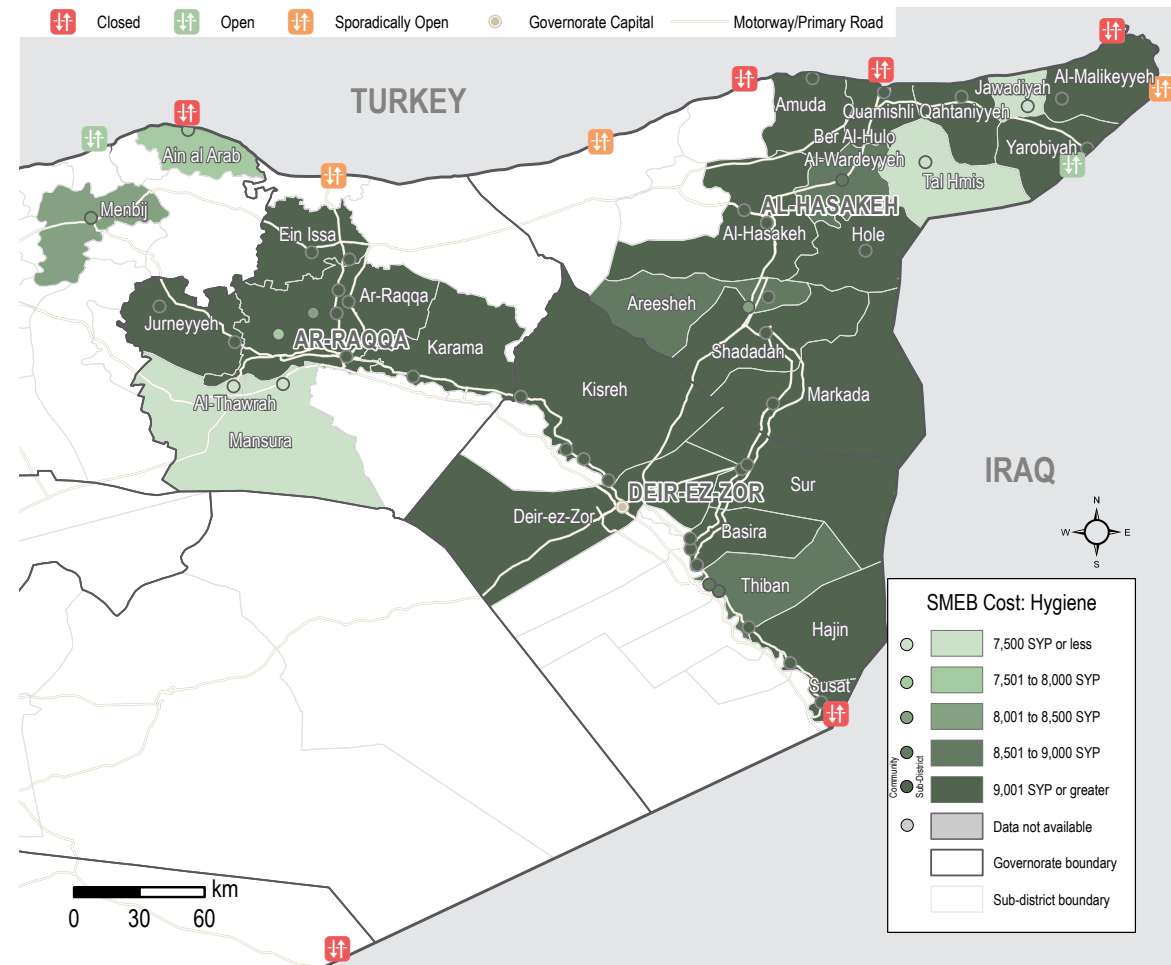 Closed
Open
Sporadically Open
Governorate Capital
Motorway/Primary Road
TURKEY
Al-Malikeyyeh
Jawadiyah
Amuda
Quamishli
Qahtaniyyeh
Ain al Arab
Ber Al-Hulo
Al-Wardeyyeh
Yarobiyah
Tal Hmis
Menbij
AL-HASAKEH
Al-Hasakeh
Hole
Ein Issa
Ar-Raqqa
Areesheh
Jurneyyeh
AR-RAQQA
Karama
Shadadah
Kisreh
Markada
Al-Thawrah
Mansura
IRAQ
Sur
DEIR-EZ-ZOR
Deir-ez-Zor
Basira
N
W
E
S
Thiban
Hajin
Susat
SMEB Cost: Hygiene
7,500 SYP or less
7,501 to 8,000 SYP
8,001 to 8,500 SYP
8,501 to 9,000 SYP
9,001 SYP or greater
Community
Sub-District
Data not available
Governorate boundary
Sub-district boundary
km
0 30 60